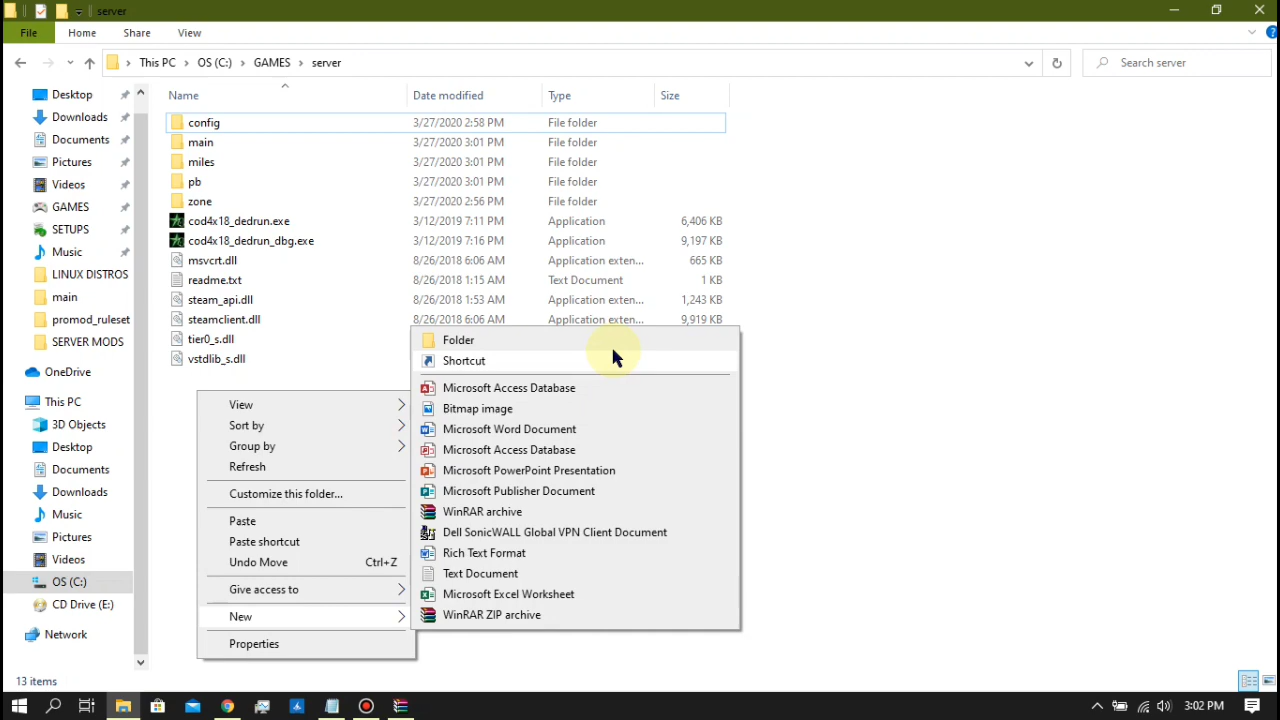 server
File Home Share View
This PC OS (C:) GAMES server Search server
Name Date modified Type Size
Desktop
Downloads
Documents
Pictures
Videos
GAMES
SETUPS
Music
LINUX DISTROS
main
promod_ruleset
SERVER MODS
OneDrive
This PC
3D Objects
Desktop
Documents
Downloads
Music
Pictures
Videos
OS (C:)
CD Drive (E:)
Network
config 3/27/2020 2:58 PM File folder
main 3/27/2020 3:01 PM File folder
miles 3/27/2020 3:01 PM File folder
pb 3/27/2020 3:01 PM File folder
zone 3/27/2020 2:56 PM File folder
cod4x18_dedrun.exe 3/12/2019 7:11 PM Application 6,406 KB
cod4x18_dedrun_dbg.exe 3/12/2019 7:16 PM Application 9,197 KB
msvcrt.dll 8/26/2018 6:06 AM Application exten... 665 KB
readme.txt 8/26/2018 1:15 AM Text Document 1 KB
steam_api.dll 8/26/2018 1:53 AM Application exten... 1,243 KB
steamclient.dll 8/26/2018 6:06 AM Application exten... 9,919 KB
tier0_s.dll
vstdlib_s.dll
View
Sort by
Group by
Refresh
Customize this folder...
Paste
Paste shortcut
Undo Move Ctrl+Z
Give access to
New
Properties
Folder
Shortcut
Microsoft Access Database
Bitmap image
Microsoft Word Document
Microsoft Access Database
Microsoft PowerPoint Presentation
Microsoft Publisher Document
WinRAR archive
Dell SonicWALL Global VPN Client Document
Rich Text Format
Text Document
Microsoft Excel Worksheet
WinRAR ZIP archive
13 items
3:02 PM